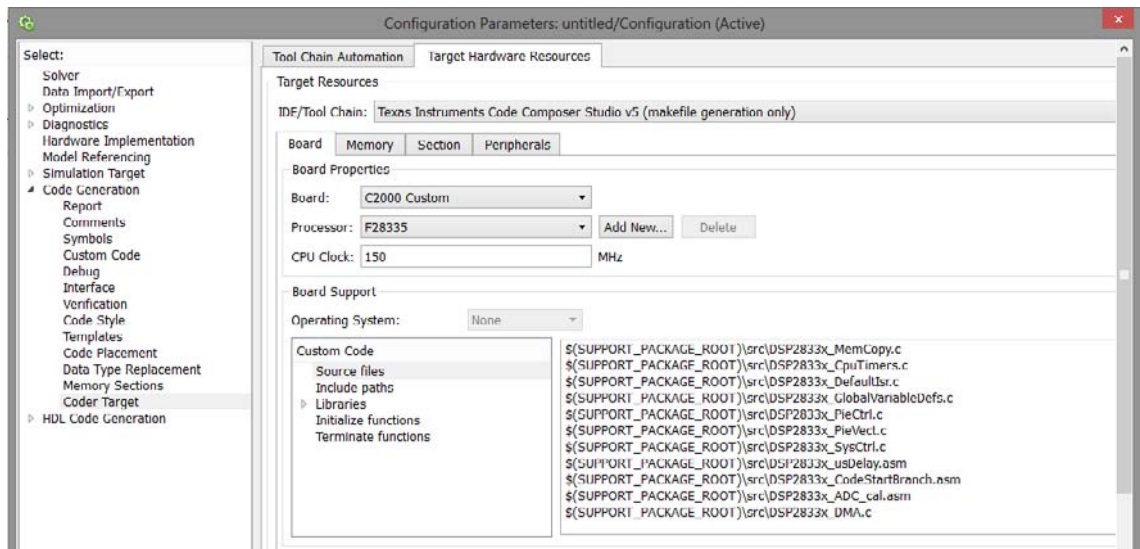 Configuration Parameters: untitled/Configuration (Active)
Select:
Solver
Data Import/Export
Optimization
Diagnostics
Hardware Implementation
Model Referencing
Simulation Target
Code Generation
Report
Comments
Symbols
Custom Code
Debug
Interface
Verification
Code Style
Templates
Code Placement
Data Type Replacement
Memory Sections
Coder Target
HDL Code Generation
Tool Chain Automation Target Hardware Resources
Target Resources
IDE/Tool Chain: Texas Instruments Code Composer Studio v5 (makefile generation only)
Board Memory Section Peripherals
Board Properties
Board: C2000 Custom
Processor: F28335 Add New... Delete
CPU Clock: 150 MHz
Board Support
Operating System: None
Custom Code
Source files
Include paths
Libraries
Initialize functions
Terminate functions
$(SUPPORT_PACKAGE_ROOT)\src\DSP2833x_MemCopy.c
$(SUPPORT_PACKAGE_ROOT)\src\DSP2833x_CpuTimers.c
$(SUPPORT_PACKAGE_ROOT)\src\DSP2833x_DefaultIsr.c
$(SUPPORT_PACKAGE_ROOT)\src\DSP2833x_GlobalVariableDefs.c
$(SUPPORT_PACKAGE_ROOT)\src\DSP2833x_PieCtrl.c
$(SUPPORT_PACKAGE_ROOT)\src\DSP2833x_PieVect.c
$(SUPPORT_PACKAGE_ROOT)\src\DSP2833x_SysCtrl.c
$(SUPPORT_PACKAGE_ROOT)\src\DSP2833x_usDelay.asm
$(SUPPORT_PACKAGE_ROOT)\src\DSP2833x_CodeStartBranch.asm
$(SUPPORT_PACKAGE_ROOT)\src\DSP2833x_ADC_cal.asm
$(SUPPORT_PACKAGE_ROOT)\src\DSP2833x_DMA.c